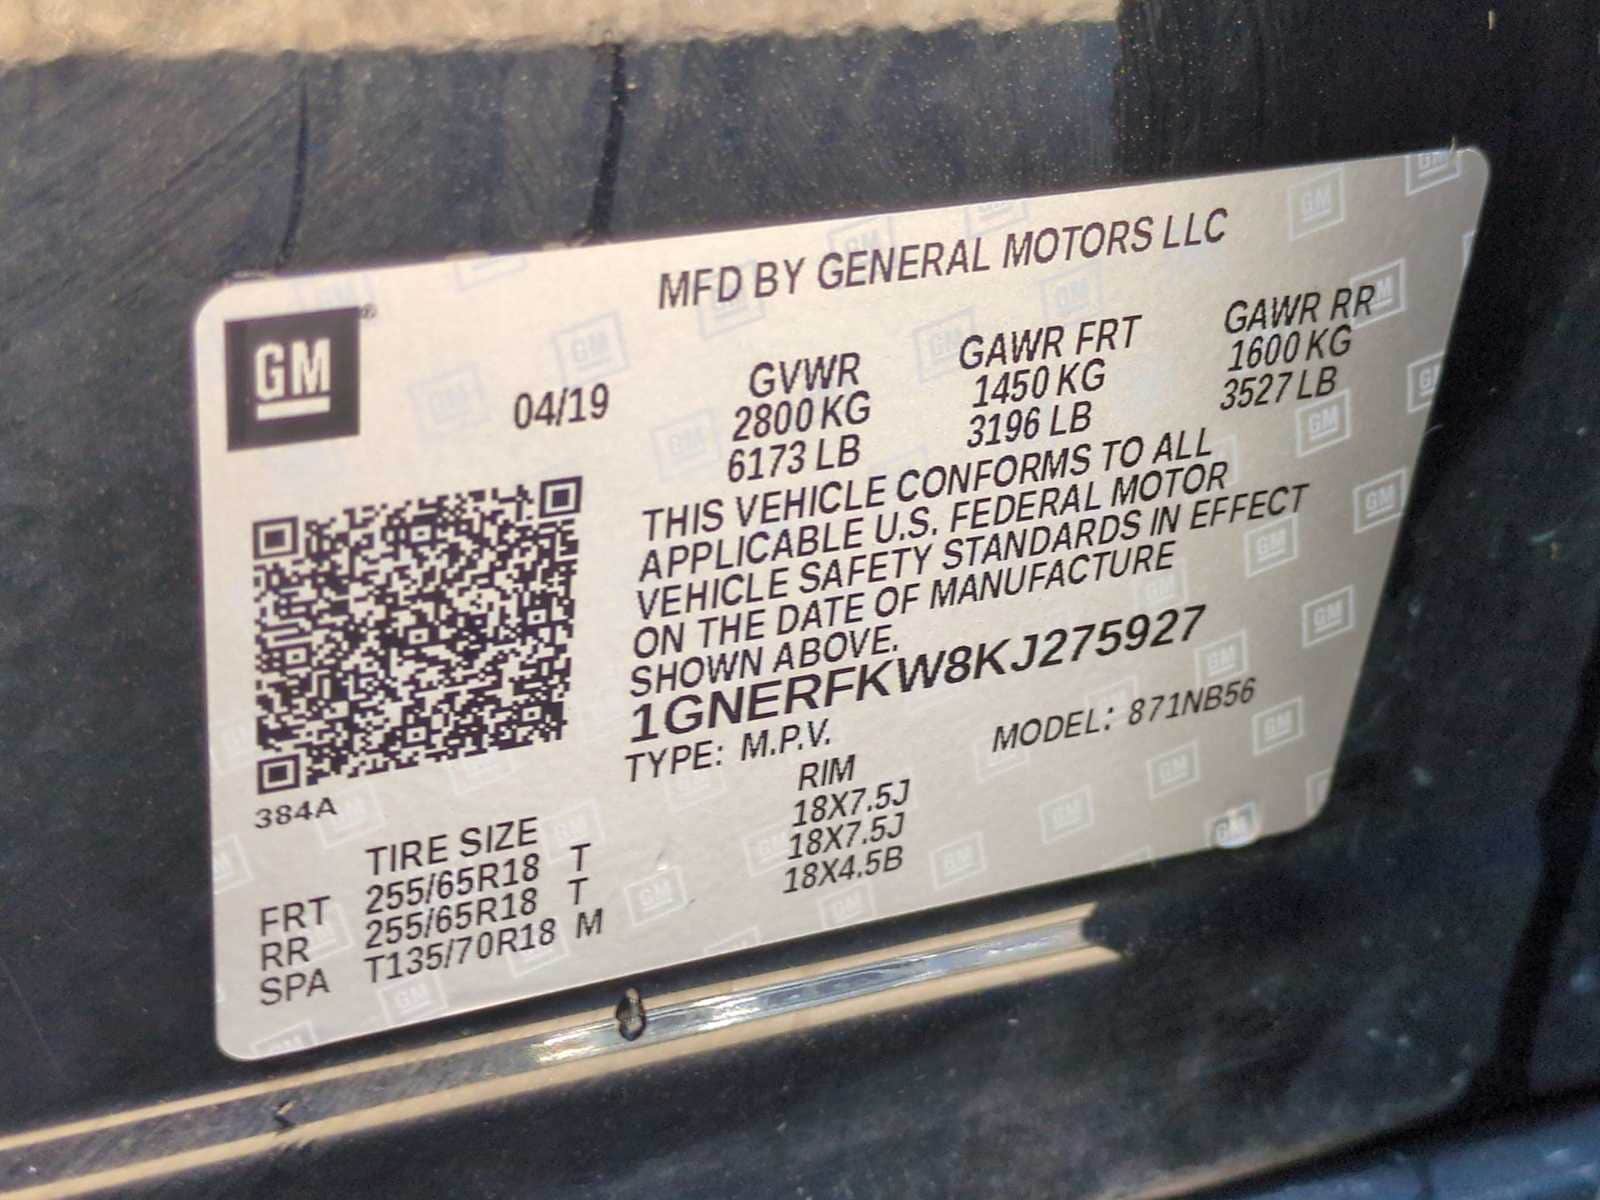 MFD BY GENERAL MOTORS LLC
GM ®
04/19
GVWR GAWR FRT GAWR RR
2800 KG 1450 KG 1600 KG
6173 LB 3196 LB 3527 LB
THIS VEHICLE CONFORMS TO ALL
APPLICABLE U.S. FEDERAL MOTOR
VEHICLE SAFETY STANDARDS IN EFFECT
ON THE DATE OF MANUFACTURE
SHOWN ABOVE.
1GNERFKW8KJ275927
TYPE: M.P.V. MODEL: 871NB56
384A
TIRE SIZE RIM
FRT 255/65R18 T 18X7.5J
RR 255/65R18 T 18X7.5J
SPA T135/70R18 M 18X4.5B